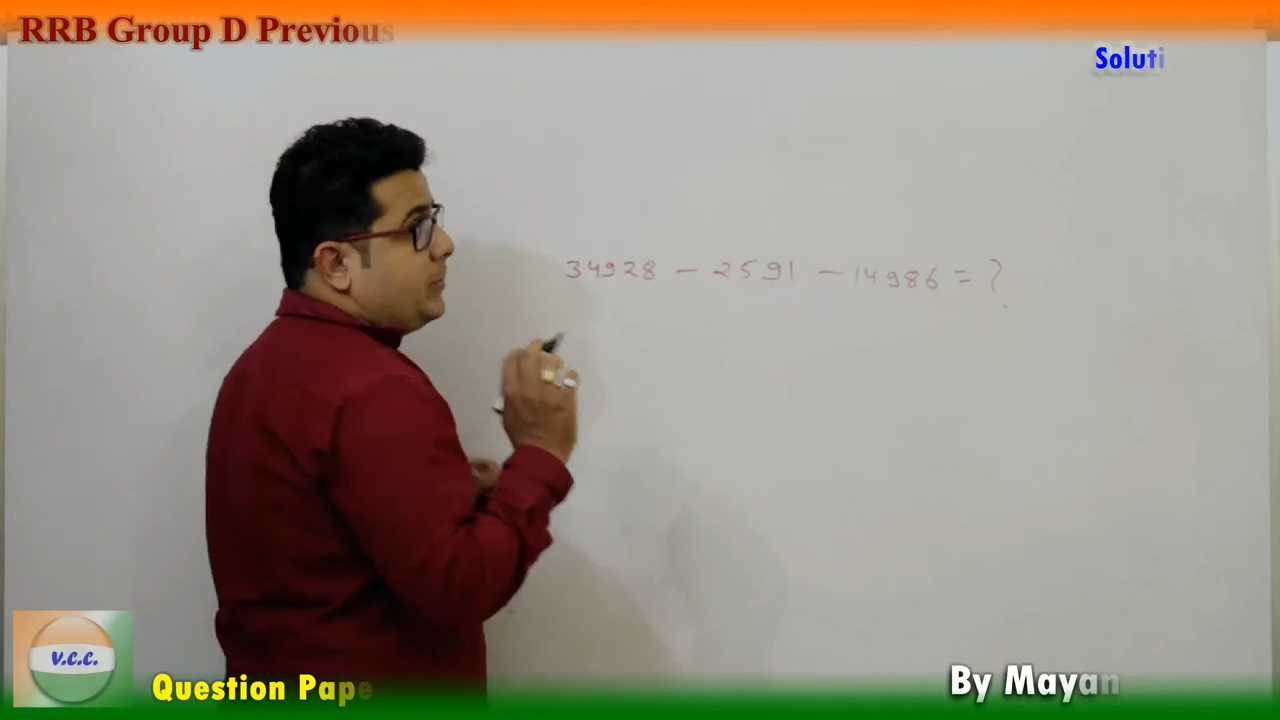 RRB Group D Previous
Soluti
34928 — 2591 — 14986 = ?
V.C.C.
Question Pape
By Mayan